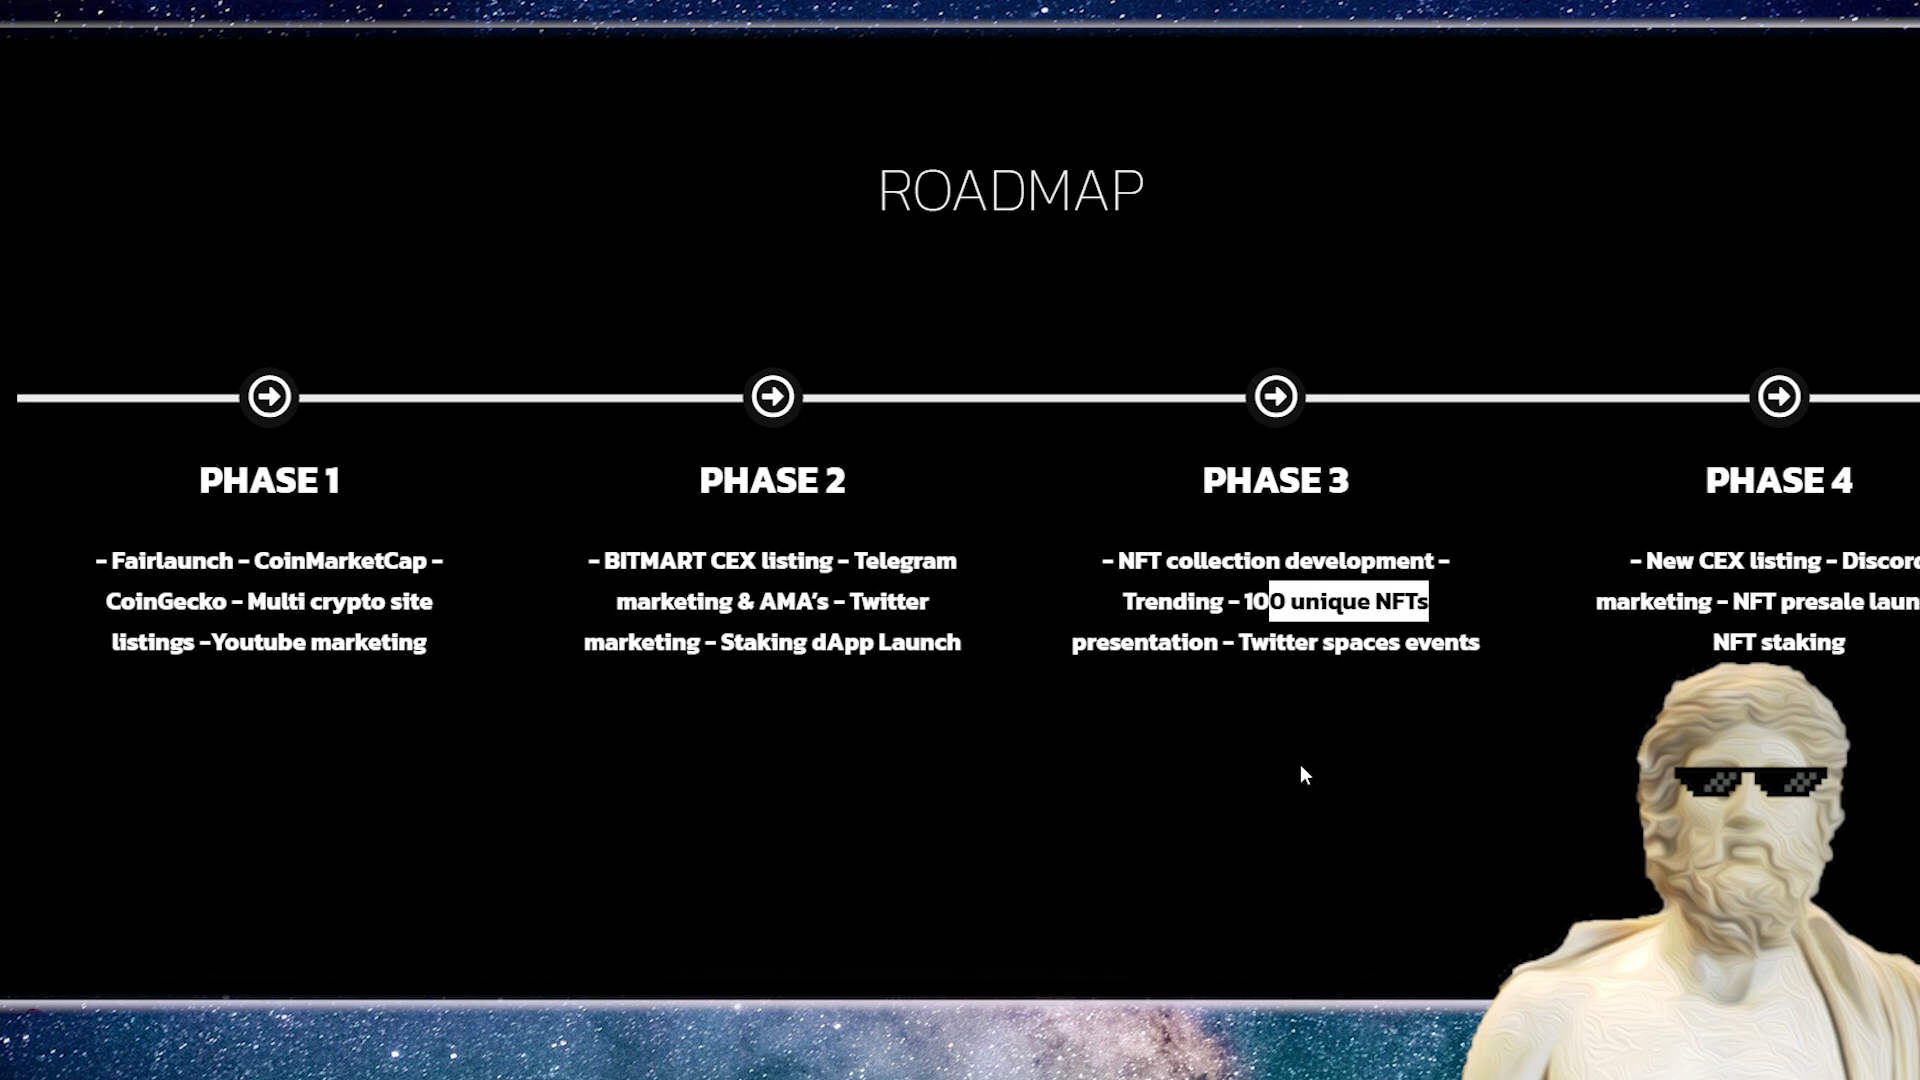 ROADMAP
PHASE 1
- Fairlaunch - CoinMarketCap -
CoinGecko - Multi crypto site
listings -Youtube marketing
PHASE 2
- BITMART CEX listing - Telegram
marketing & AMA's - Twitter
marketing - Staking dApp Launch
PHASE 3
- NFT collection development -
Trending - 100 unique NFTs
presentation - Twitter spaces events
PHASE 4
- New CEX listing - Discor
marketing - NFT presale laun
NFT staking